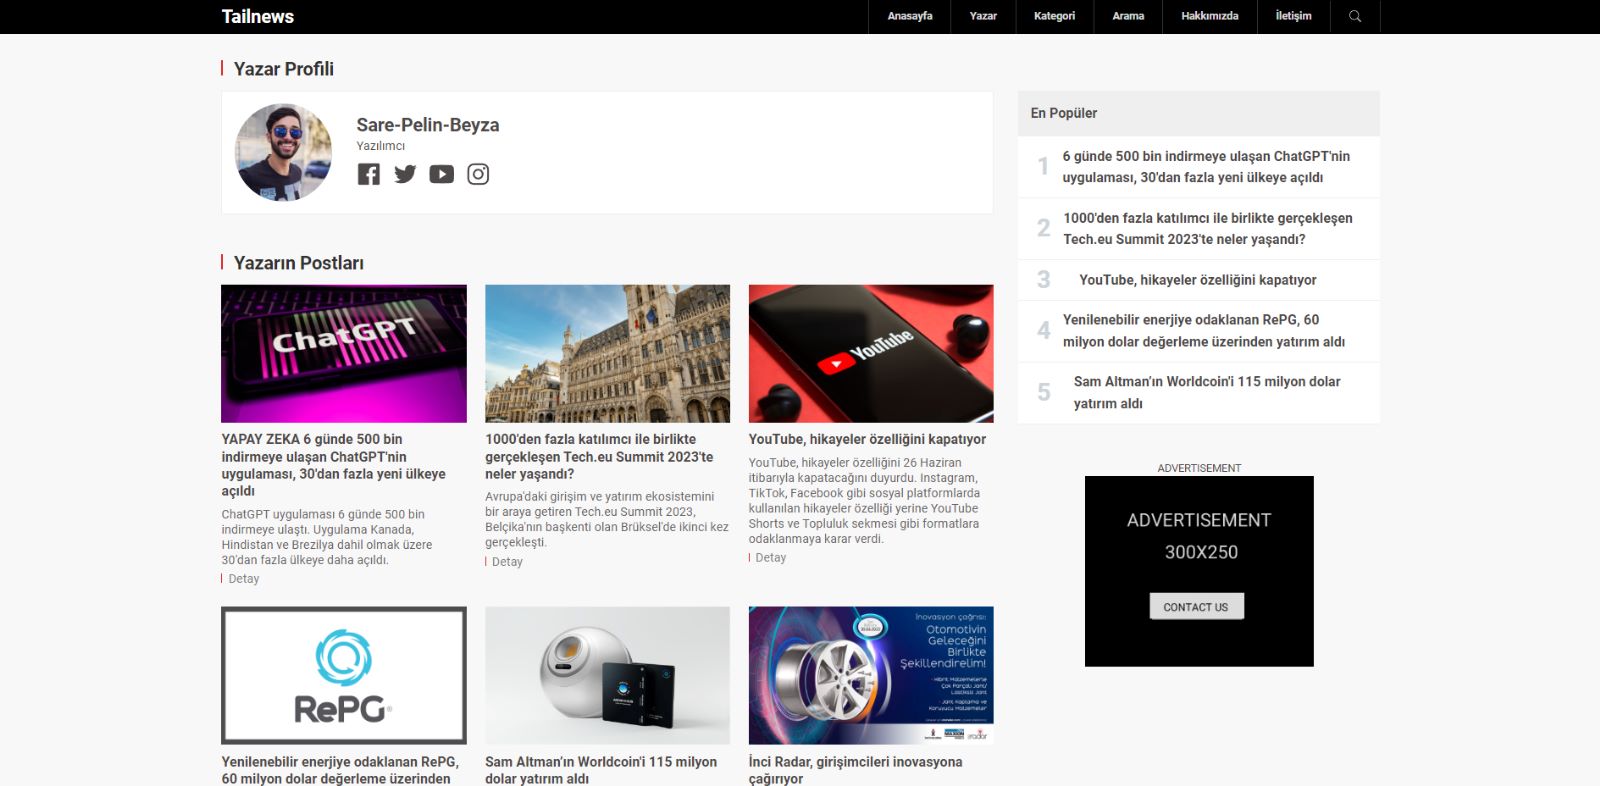 Tailnews
Anasayfa
Yazar
Kategori
Arama
Hakkımızda
İletişim
Yazar Profili
Sare-Pelin-Beyza
Yazılımcı
Yazarın Postları
ChatGPT
YAPAY ZEKA 6 günde 500 bin
indirmeye ulaşan ChatGPT'nin
uygulaması, 30'dan fazla yeni ülkeye
açıldı
ChatGPT uygulaması 6 günde 500 bin
indirmeye ulaştı. Uygulama Kanada,
Hindistan ve Brezilya dahil olmak üzere
30'dan fazla ülkeye daha açıldı.
Detay
1000'den fazla katılımcı ile birlikte
gerçekleşen Tech.eu Summit 2023'te
neler yaşandı?
Avrupa'daki girişim ve yatırım ekosistemini
bir araya getiren Tech.eu Summit 2023,
Belçika'nın başkenti olan Brüksel'de ikinci kez
gerçekleşti.
Detay
YouTube
YouTube, hikayeler özelliğini kapatıyor
YouTube, hikayeler özelliğini 26 Haziran
itibarıyla kapatacağını duyurdu. Instagram,
TikTok, Facebook gibi sosyal platformlarda
kullanılan hikayeler özelliği yerine YouTube
Shorts ve Topluluk sekmesi gibi formatlara
odaklanmaya karar verdi.
Detay
RePG®
Yenilenebilir enerjiye odaklanan RePG,
60 milyon dolar değerleme üzerinden
Sam Altman'ın Worldcoin'i 115 milyon
dolar yatırım aldı
İnovasyon çağrısı:
Otomotivin
Geleceğini
Birlikte
Şekillendirelim!
- Hibrit Malzemelerle
Çok Parçalı Jant/
- Jant Kaplama ve
Koruyucu Malzemeler
İnci Radar, girişimcileri inovasyona
çağırıyor
En Popüler
1
6 günde 500 bin indirmeye ulaşan ChatGPT'nin
uygulaması, 30'dan fazla yeni ülkeye açıldı
2
1000'den fazla katılımcı ile birlikte gerçekleşen
Tech.eu Summit 2023'te neler yaşandı?
3
YouTube, hikayeler özelliğini kapatıyor
4
Yenilenebilir enerjiye odaklanan RePG, 60
milyon dolar değerleme üzerinden yatırım aldı
5
Sam Altman'ın Worldcoin'i 115 milyon dolar
yatırım aldı
ADVERTISEMENT
ADVERTISEMENT
300X250
CONTACT US